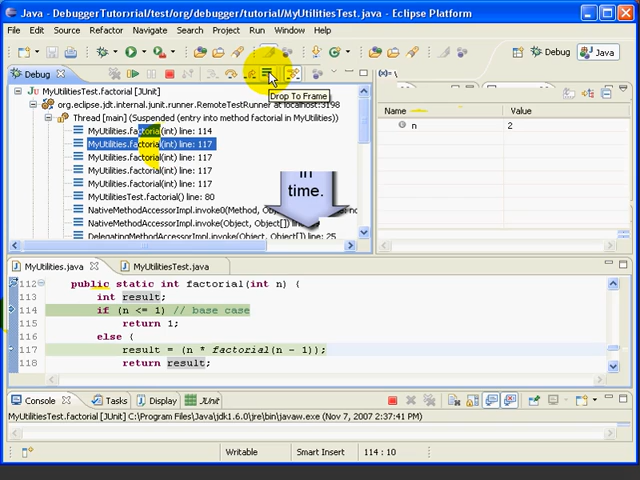 Java - DebuggerTutorrrial/test/org/debugger/tutorial/MyUtilitiesTest.java - Eclipse Platform
File Edit Source Refactor Navigate Search Project Run Window Help
Debug Java
Debug
Drop To Frame
MyUtilitiesTest.factorial [JUnit]
org.eclipse.jdt.internal.junit.runner.RemoteTestRunner at localhost:3198
Thread [main] (Suspended (entry into method factorial in MyUtilities))
MyUtilities.factorial(int) line: 114
MyUtilities.factorial(int) line: 117
MyUtilities.factorial(int) line: 117
MyUtilities.factorial(int) line: 117
MyUtilities.factorial(int) line: 117
MyUtilitiesTest.factorial() line: 80
NativeMethodAccessorImpl.invoke0(Method, Obje
NativeMethodAccessorImpl.invoke(Object, Object[]) line:
DelegatingMethodAccessorImpl.invoke(Object, Object[]) line: 25
in
time.
Name Value
n 2
MyUtilities.java MyUtilitiesTest.java
112 public static int factorial(int n) {
113 int result;
114 if (n <= 1) // base case
115 return 1;
116 else {
117 result = (n * factorial(n - 1));
118 return result;
Console Tasks Display JUnit
MyUtilitiesTest.factorial [JUnit] C:\Program Files\Java\jdk1.6.0\jre\bin\javaw.exe (Nov 7, 2007 2:37:41 PM)
Writable Smart Insert 114 : 10